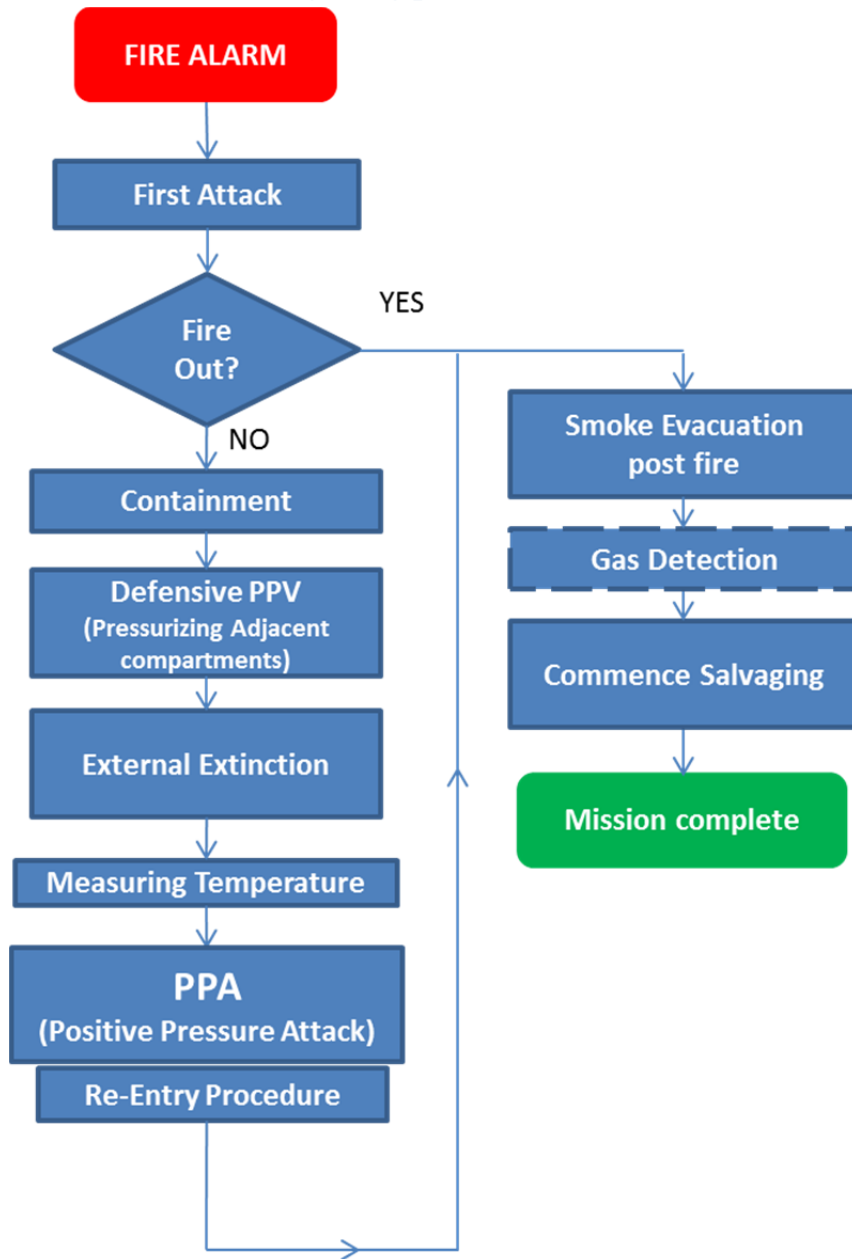 FIRE ALARM
First Attack
Fire
Out?
YES
NO
Containment
Defensive PPV
(Pressurizing Adjacent
compartments)
External Extinction
Measuring Temperature
PPA
(Positive Pressure Attack)
Re-Entry Procedure
Smoke Evacuation
post fire
Gas Detection
Commence Salvaging
Mission complete